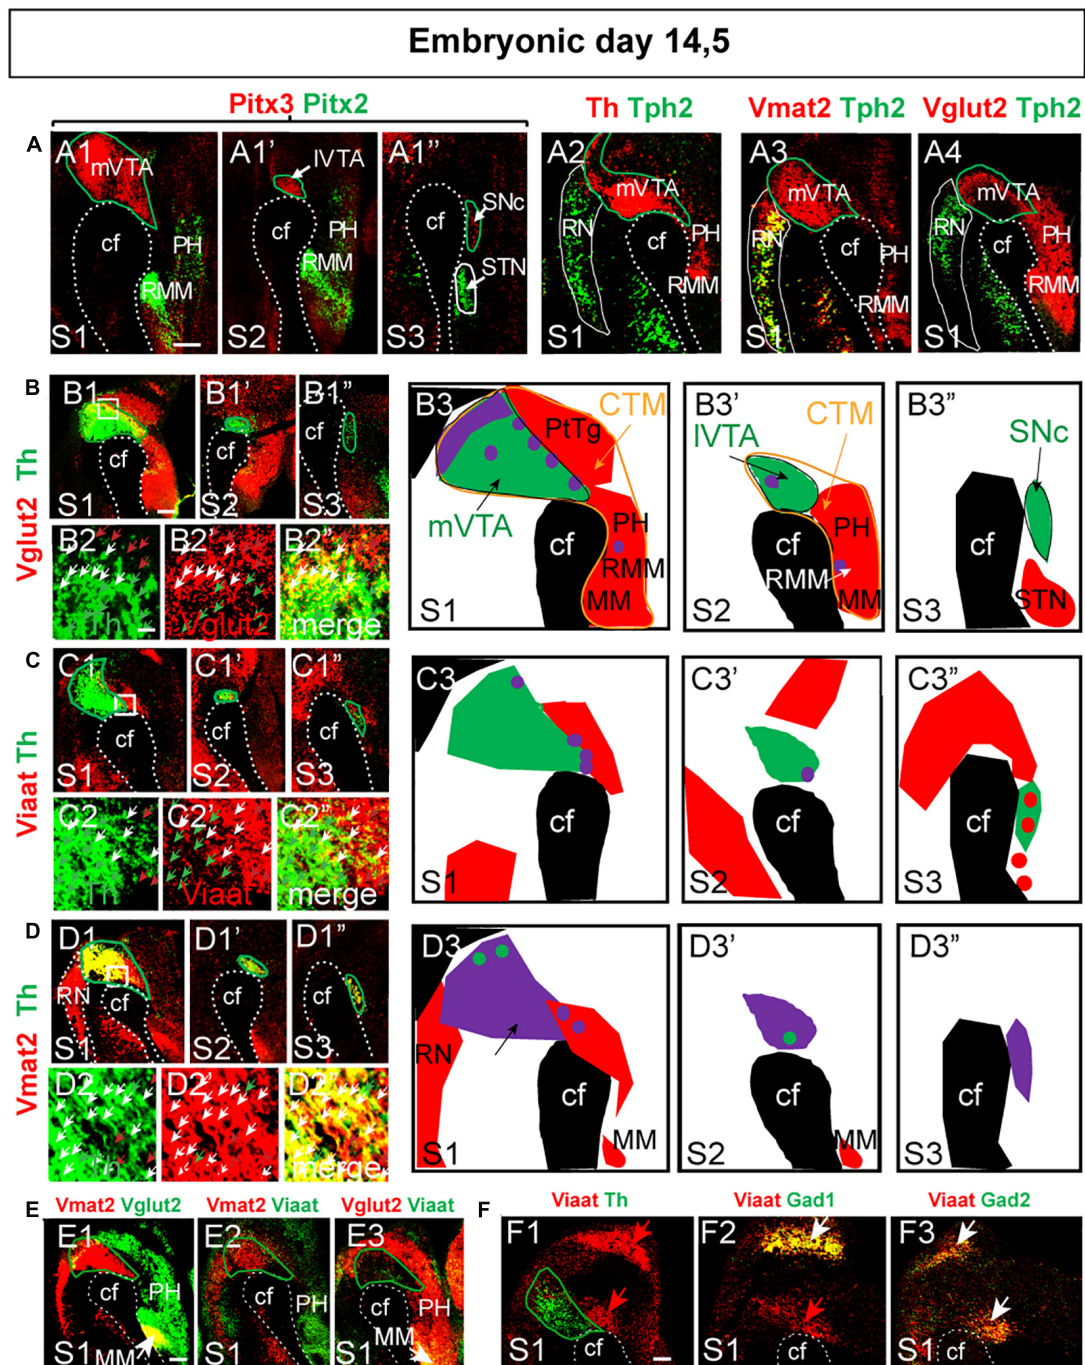 Embryonic day 14,5
Pitx3 Pitx2
Th Tph2
Vmat2 Tph2
Vglut2 Tph2
A
A1
mVTA
cf
PH
RMM
S1
A1'
lVTA
cf
PH
RMM
S2
A1''
SNc
cf
STN
S3
A2
mVTA
RN
cf
PH
RMM
S1
A3
mVTA
RN
cf
PH
RMM
S1
A4
mVTA
RN
cf
PH
RMM
S1
B
Vglut2 Th
B1
cf
S1
B1'
cf
S2
B1''
cf
S3
B2
Th
B2'
Vglut2
B2''
merge
B3
CTM
PtTg
mVTA
PH
cf
RMM
MM
S1
B3'
lVTA
CTM
PH
cf
RMM
MM
S2
B3''
SNc
cf
STN
S3
C
Viaat Th
C1
cf
S1
C1'
cf
S2
C1''
cf
S3
C2
Th
C2'
Viaat
C2''
merge
C3
cf
S1
C3'
cf
S2
C3''
cf
S3
D
Vmat2 Th
D1
RN
cf
S1
D1'
cf
S2
D1''
cf
S3
D2
Th
D2'
D2''
merge
D3
RN
cf
MM
S1
D3'
cf
MM
S2
D3''
cf
S3
E
Vmat2 Vglut2
Vmat2 Viaat
Vglut2 Viaat
E1
cf
PH
S1
MM
E2
cf
PH
S1
E3
cf
PH
MM
S1
F
Viaat Th
Viaat Gad1
Viaat Gad2
F1
S1
cf
F2
S1
cf
F3
S1
cf